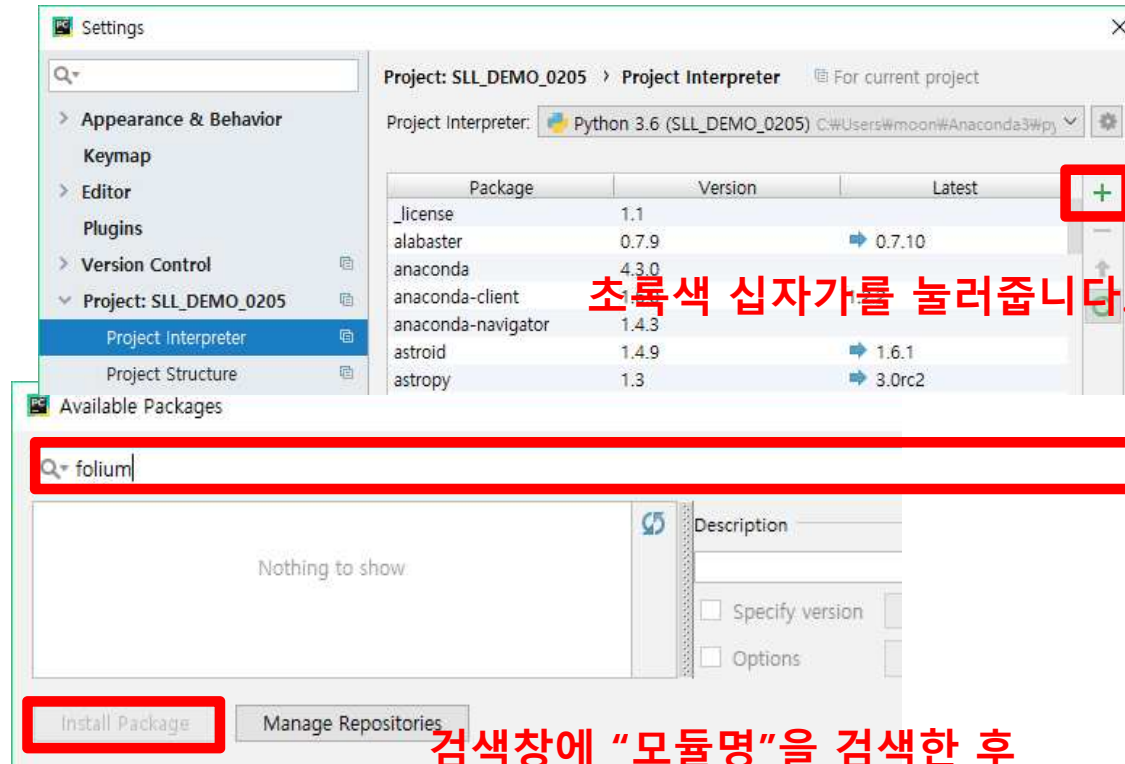 Settings
Project: SLL_DEMO_0205 › Project Interpreter For current project
Appearance & Behavior
Keymap
Editor
Plugins
Version Control
Project: SLL_DEMO_0205
Project Interpreter
Project Structure
Project Interpreter: Python 3.6 (SLL_DEMO_0205) C:₩Users₩moon₩Anaconda3₩py
Package Version Latest
_license 1.1
alabaster 0.7.9 0.7.10
anaconda 4.3.0
anaconda-client
anaconda-navigator 1.4.3
astroid 1.4.9 1.6.1
astropy 1.3 3.0rc2
초록색 십자가를 눌러줍니다.
Available Packages
folium
Nothing to show
Description
Specify version
Options
Install Package Manage Repositories
검색창에 “모듈명”을 검색한 후